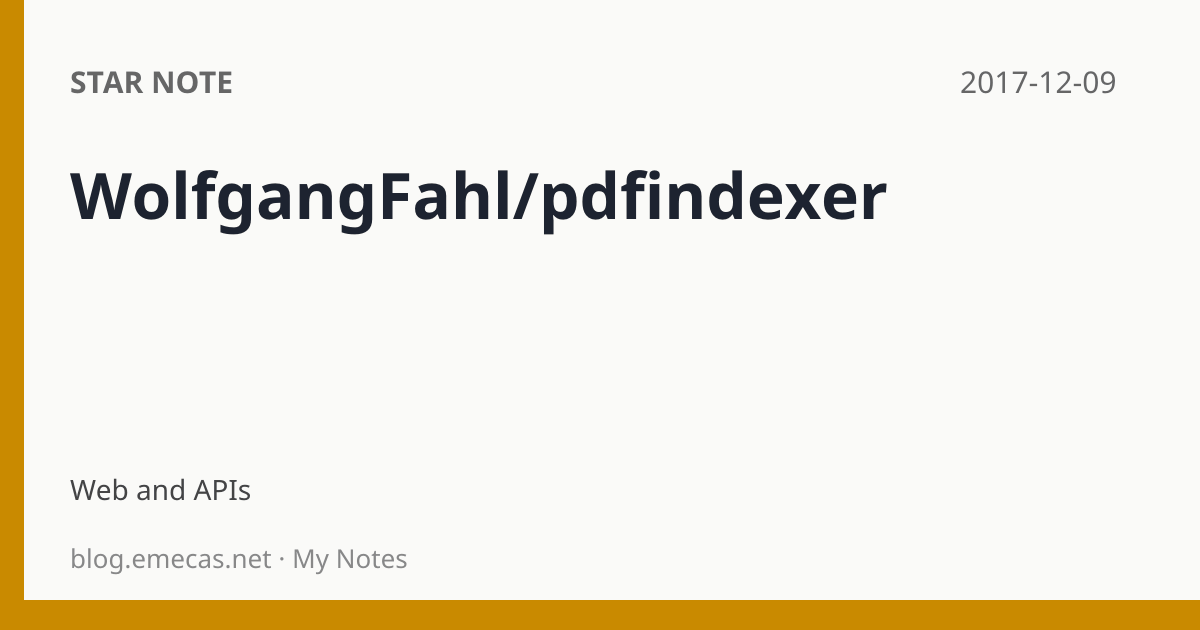 STAR NOTE
2017-12-09
WolfgangFahl/pdfindexer
Web and APIs
blog.emecas.net · My Notes